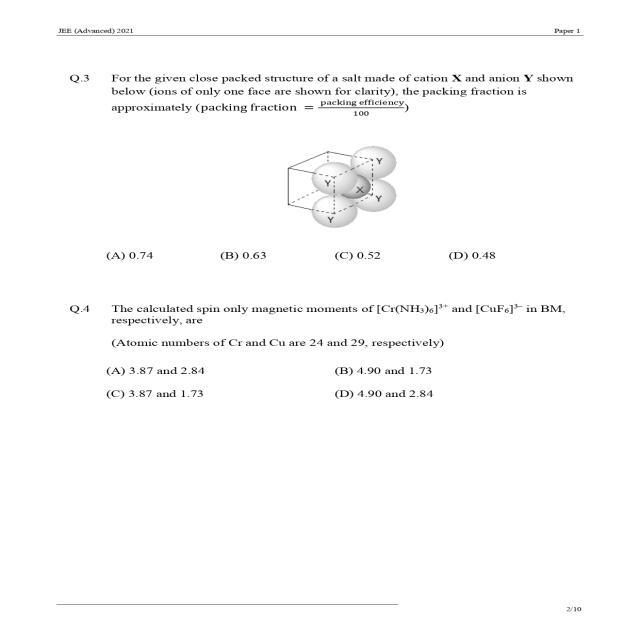 JEE (Advanced) 2021 Paper 1
Q.3 For the given close packed structure of a salt made of cation X and anion Y shown
below (ions of only one face are shown for clarity), the packing fraction is
approximately (packing fraction = packing efficiency / 100)
Y
Y X
Y
Y
(A) 0.74 (B) 0.63 (C) 0.52 (D) 0.48
Q.4 The calculated spin only magnetic moments of [Cr(NH₃)₆]³⁺ and [CuF₆]³⁻ in BM,
respectively, are
(Atomic numbers of Cr and Cu are 24 and 29, respectively)
(A) 3.87 and 2.84 (B) 4.90 and 1.73
(C) 3.87 and 1.73 (D) 4.90 and 2.84
2/10